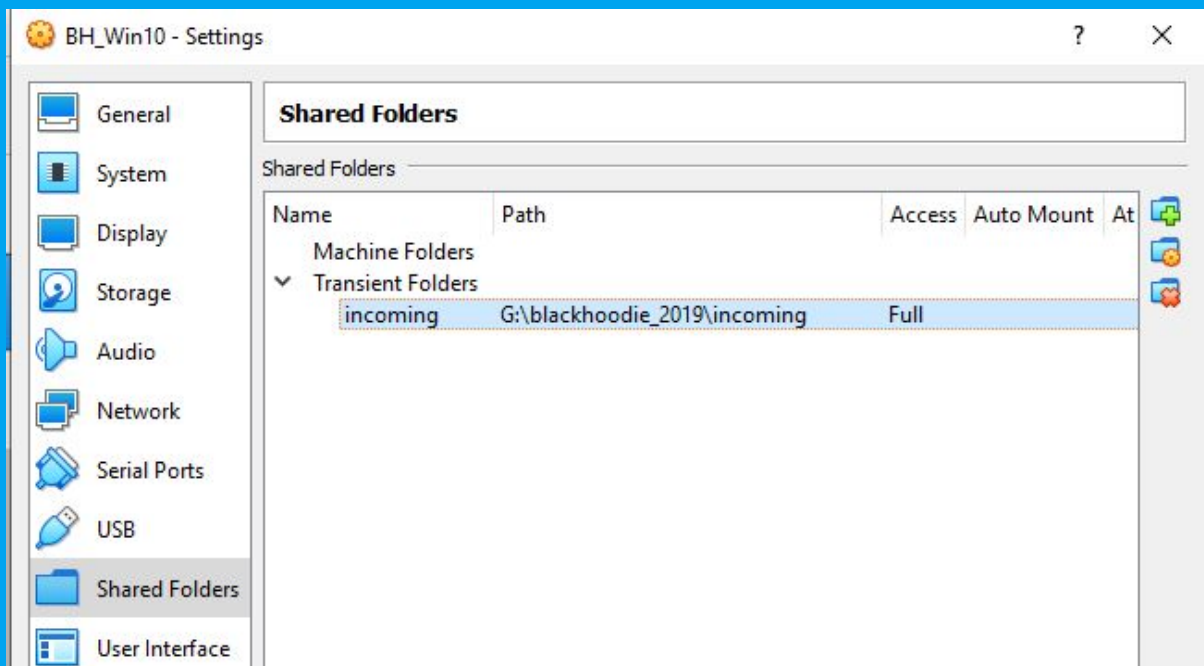 BH_Win10 - Settings ?
General
System
Display
Storage
Audio
Network
Serial Ports
USB
Shared Folders
User Interface
Shared Folders
Shared Folders
Name Path Access Auto Mount At
Machine Folders
Transient Folders
incoming G:\blackhoodie_2019\incoming Full